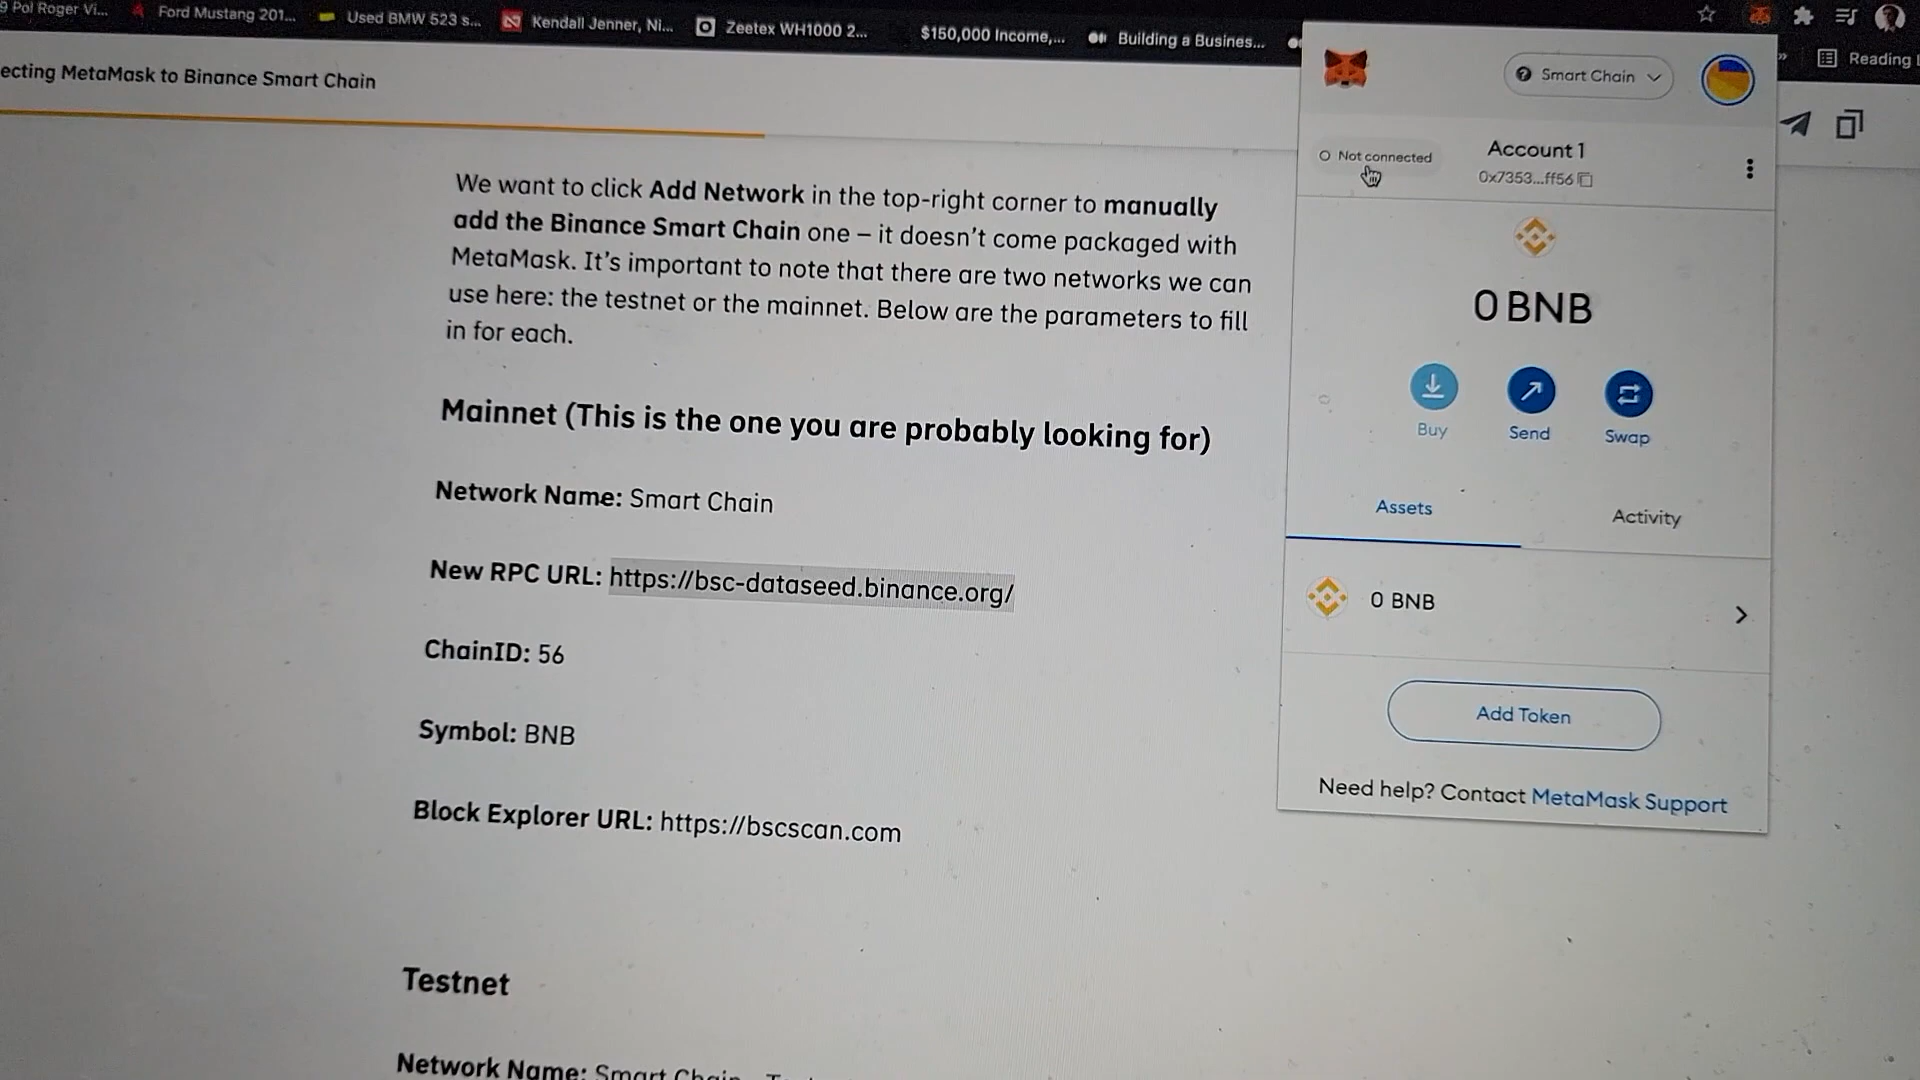 9 Pol Roger Vi...
Ford Mustang 201...
Used BMW 523 s...
Kendall Jenner, Ni...
Zeetex WH1000 2...
$150,000 Income,...
Building a Busines...
»
Reading
ecting MetaMask to Binance Smart Chain
We want to click Add Network in the top-right corner to manually
add the Binance Smart Chain one – it doesn't come packaged with
MetaMask. It's important to note that there are two networks we can
use here: the testnet or the mainnet. Below are the parameters to fill
in for each.
Mainnet (This is the one you are probably looking for)
Network Name: Smart Chain
New RPC URL: https://bsc-dataseed.binance.org/
ChainID: 56
Symbol: BNB
Block Explorer URL: https://bscscan.com
Testnet
Network Name: Smart Chain
? Smart Chain
Not connected
Account 1
0x7353...ff56
0 BNB
Buy
Send
Swap
Assets
Activity
0 BNB
Add Token
Need help? Contact MetaMask Support